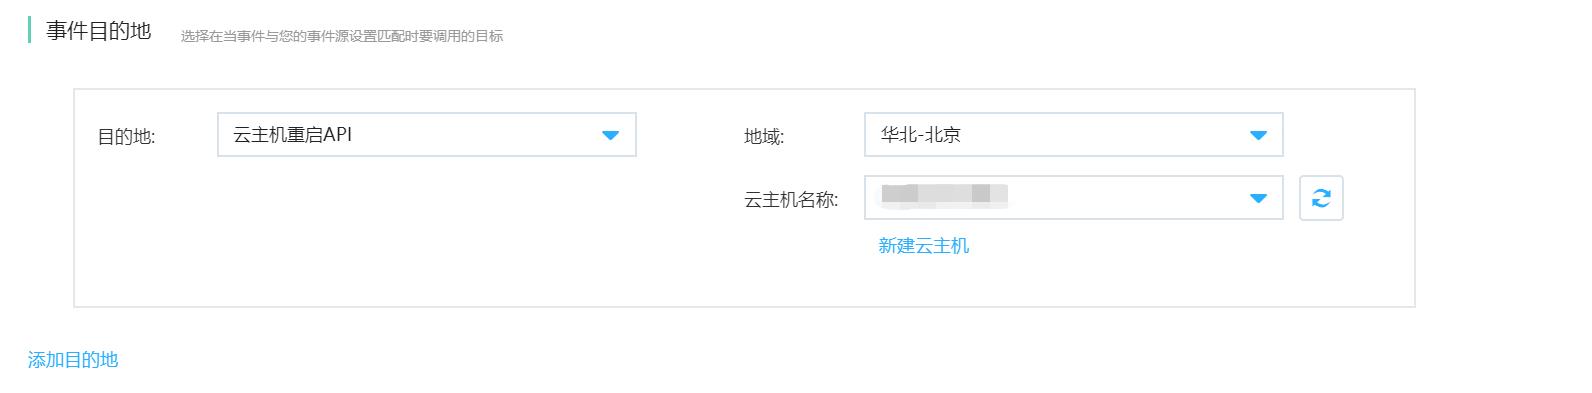 事件目的地 选择在当事件与您的事件源设置匹配时要调用的目标
目的地: 云主机重启API 地域: 华北-北京
云主机名称:
新建云主机
添加目的地